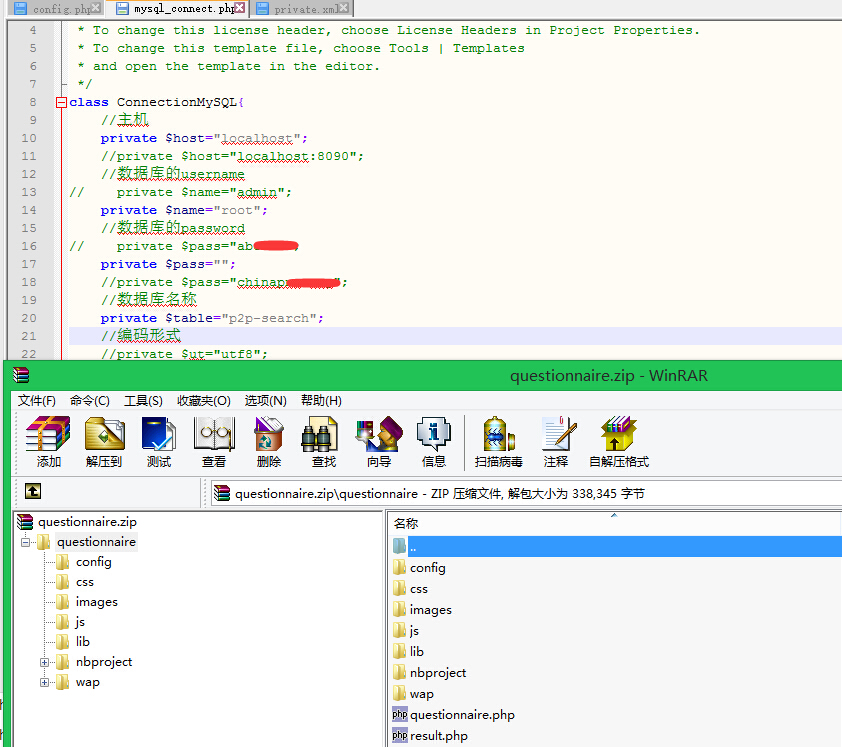 config.php
mysql_connect.php
private.xml
4 * To change this license header, choose License Headers in Project Properties.
5 * To change this template file, choose Tools | Templates
6 * and open the template in the editor.
7 */
8 class ConnectionMySQL{
9 //主机
10 private $host="localhost";
11 //private $host="localhost:8090";
12 //数据库的username
13 // private $name="admin";
14 private $name="root";
15 //数据库的password
16 // private $pass="ab
17 private $pass="";
18 //private $pass="chinap ";
19 //数据库名称
20 private $table="p2p-search";
21 //编码形式
22 //private $ut="utf8";
questionnaire.zip - WinRAR
文件(F) 命令(C) 工具(S) 收藏夹(O) 选项(N) 帮助(H)
添加 解压到 测试 查看 删除 查找 向导 信息 扫描病毒 注释 自解压格式
questionnaire.zip\questionnaire - ZIP 压缩文件, 解包大小为 338,345 字节
questionnaire.zip
questionnaire
config
css
images
js
lib
nbproject
wap
名称
..
config
css
images
js
lib
nbproject
wap
php questionnaire.php
php result.php